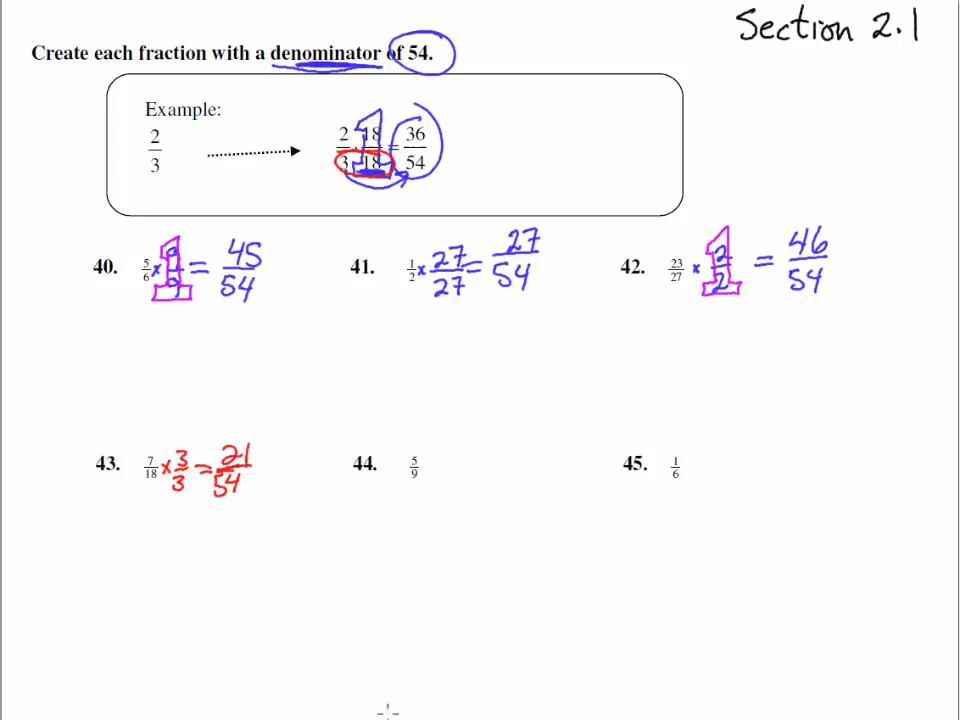 Section 2.1
Create each fraction with a denominator of 54.
Example:
2/3 2/3 · 18/18 = 36/54
40. 5/6 × 9/9 = 45/54 41. 1/2 × 27/27 = 27/54 42. 23/27 × 2/2 = 46/54
43. 7/18 × 3/3 = 21/54 44. 5/9 45. 1/6